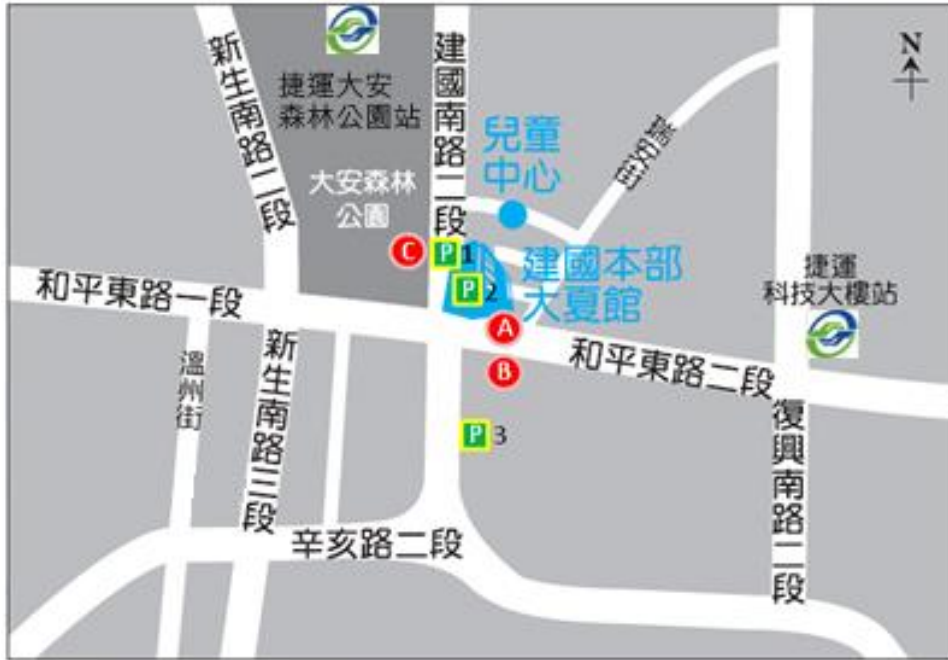 新生南路二段
捷運大安
森林公園站
建國南路二段
N
兒童
中心
瑞安街
大安森林
公園
C
P 1
P 2
建國本部
大夏館
捷運
科技大樓站
和平東路一段
A
和平東路二段
B
溫州街
新生南路三段
P 3
復興南路二段
辛亥路二段